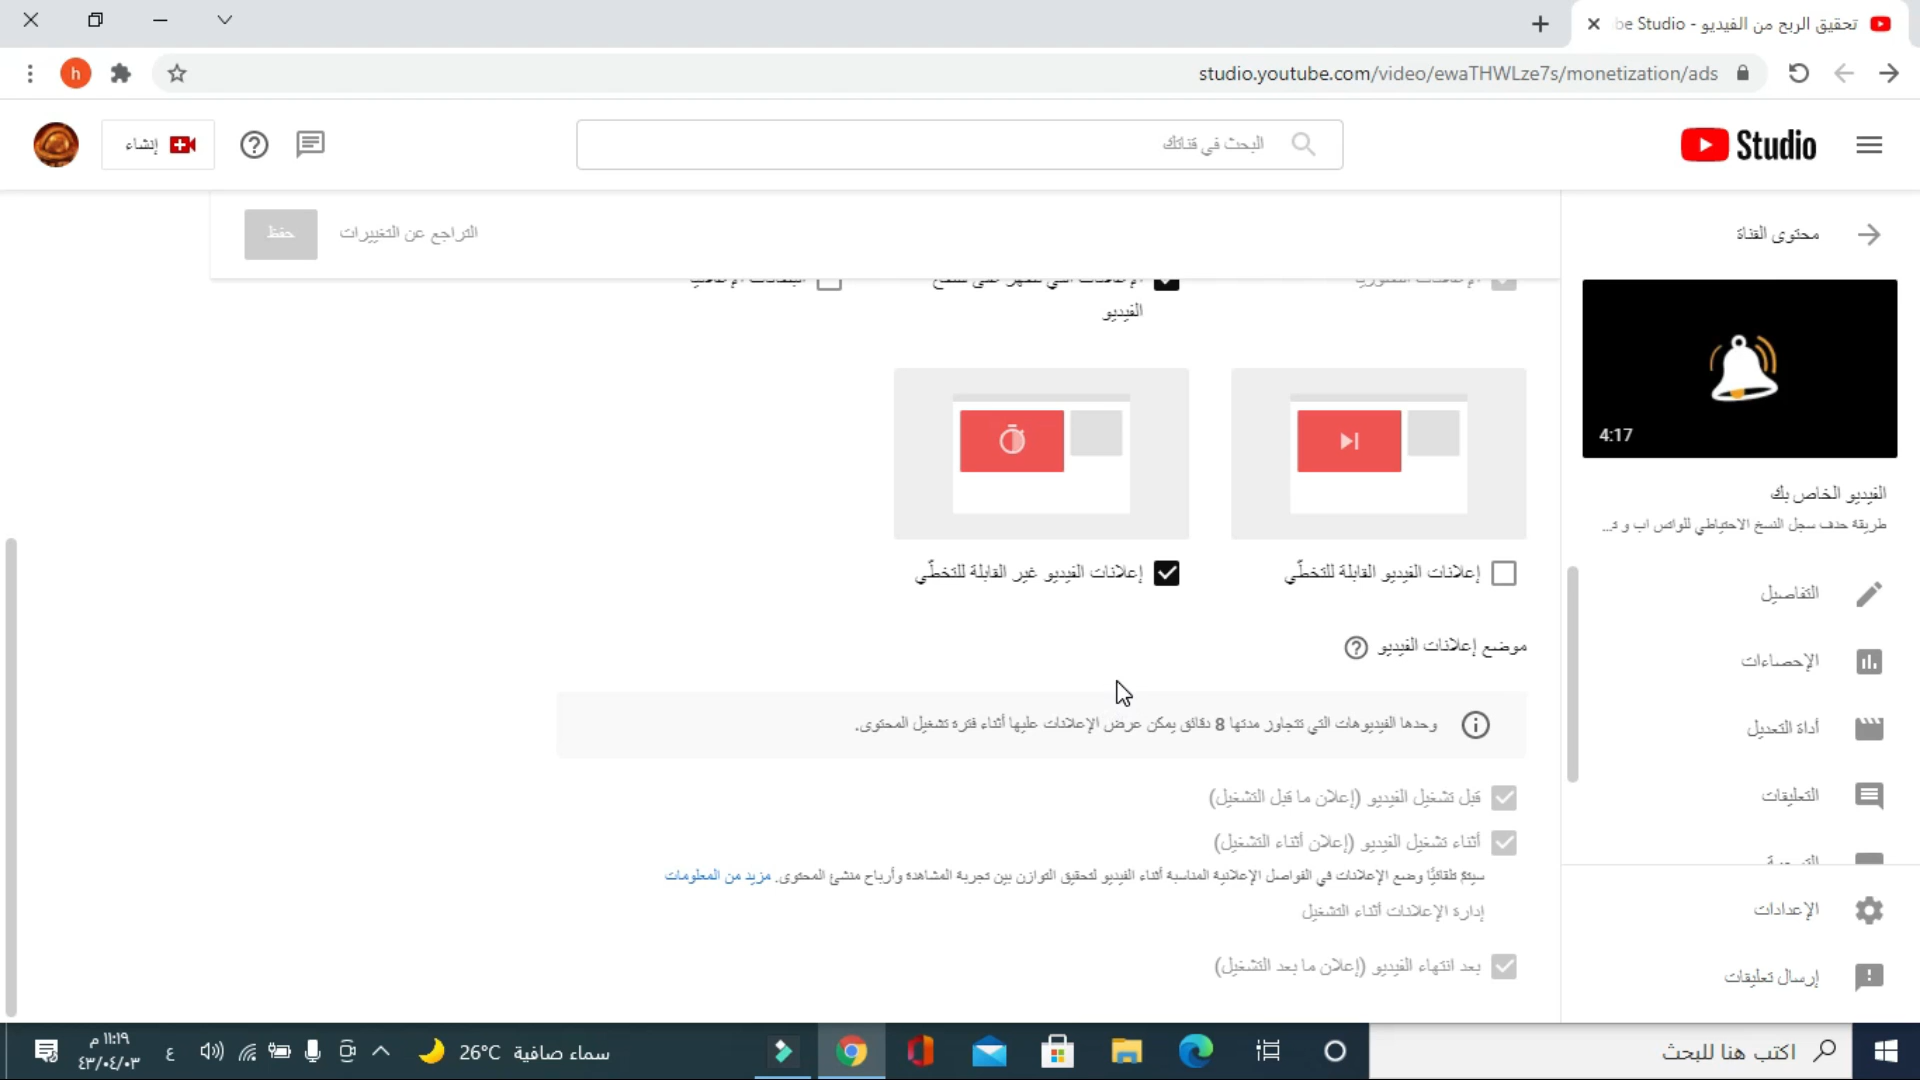 تحقيق الربح من الفيديو - be Studio
studio.youtube.com/video/ewaTHWLze7s/monetization/ads
h
Studio
البحث في قناتك
إنشاء
محتوى القناة
التراجع عن التغييرات
حفظ
الفيديو
4:17
الفيديو الخاص بك
طريقة حدف سجل النسخ الاحتياطي للواتس اب و ت...
إعلانات الفيديو القابلة للتخطّي
إعلانات الفيديو غير القابلة للتخطّي
التفاصيل
موضع إعلانات الفيديو
الإحصاءات
وحدها الفيديوهات التي تتجاوز مدتها 8 دقائق يمكن عرض الإعلانات عليها أثناء فترة تشغيل المحتوى.
أداة التعديل
قبل تشغيل الفيديو (إعلان ما قبل التشغيل)
التعليقات
أثناء تشغيل الفيديو (إعلان أثناء التشغيل)
سيتمّ تلقائيًا وضع الإعلانات في الفواصل الإعلانية المناسبة أثناء الفيديو لتحقيق التوازن بين تجربة المشاهدة وأرباح منشئ المحتوى. مزيد من المعلومات
إدارة الإعلانات أثناء التشغيل
الإعدادات
بعد انتهاء الفيديو (إعلان ما بعد التشغيل)
إرسال تعليقات
اكتب هنا للبحث
سماء صافية 26°C
ع
١١:١٩ م
٤٣/٠٤/٠٣